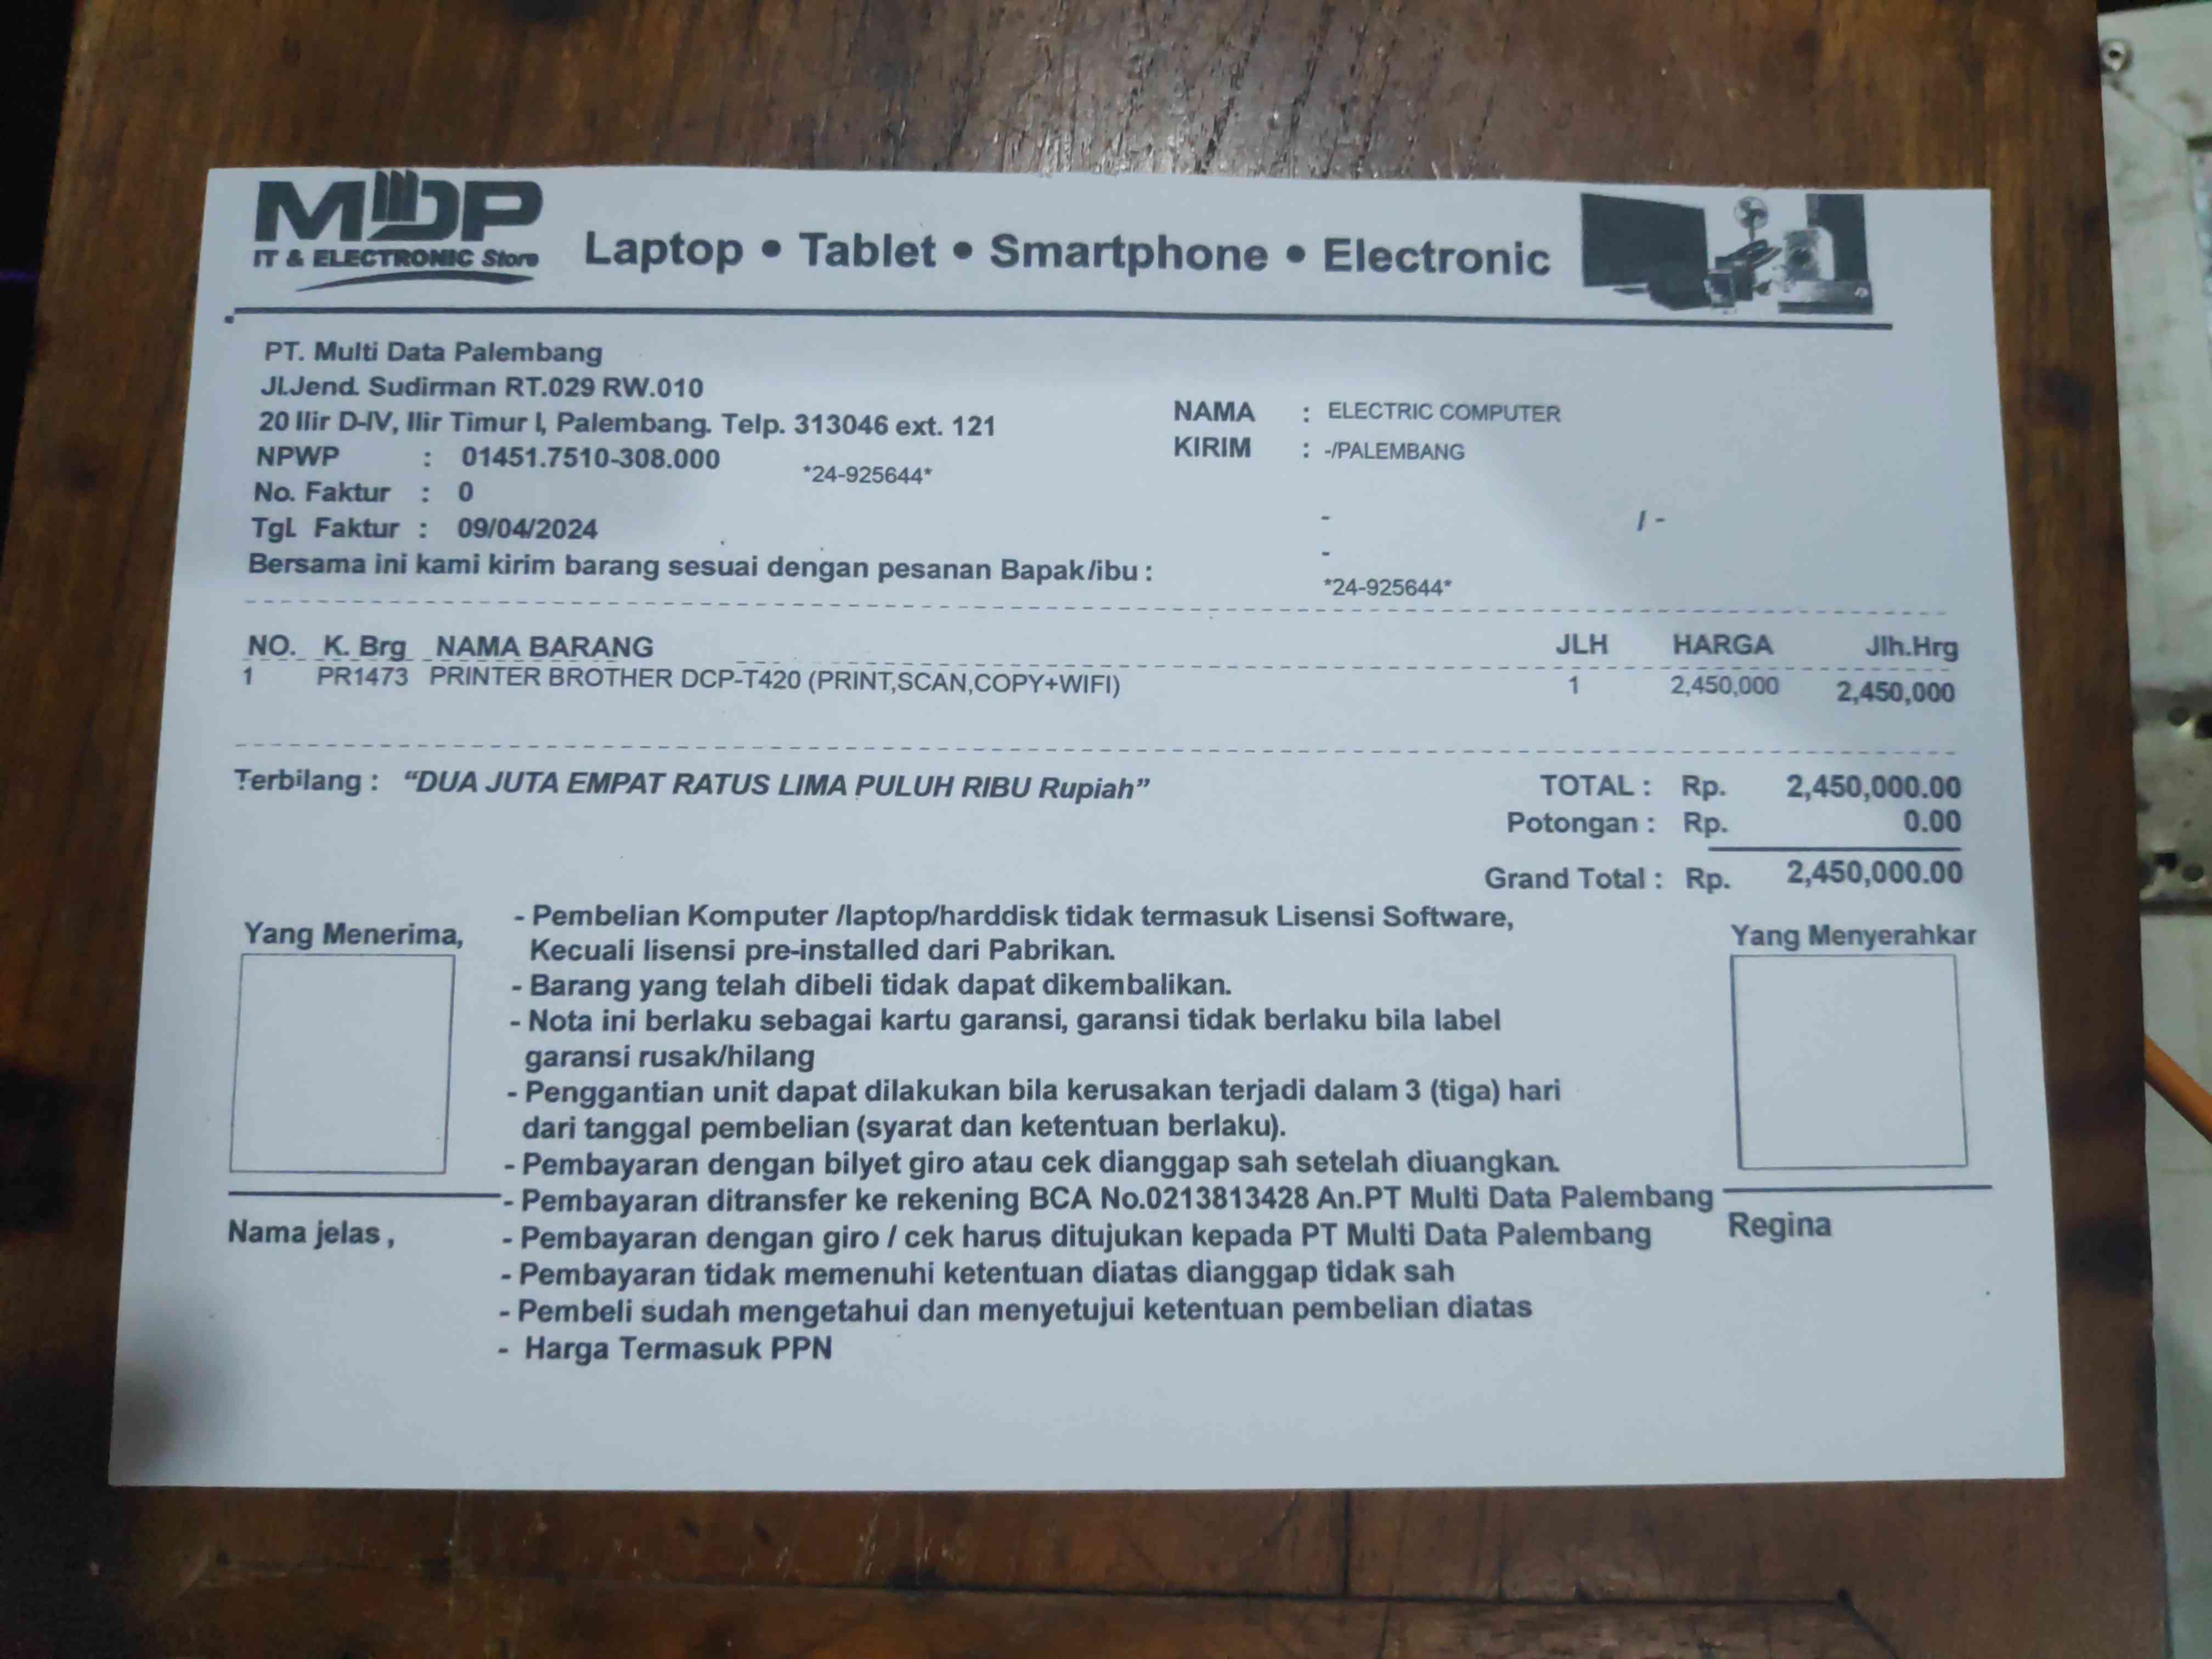 MDP
IT & ELECTRONIC Store
Laptop • Tablet • Smartphone • Electronic
PT. Multi Data Palembang
Jl.Jend. Sudirman RT.029 RW.010
20 Ilir D-IV, Ilir Timur I, Palembang. Telp. 313046 ext. 121
NPWP : 01451.7510-308.000
*24-925644*
No. Faktur : 0
Tgl. Faktur : 09/04/2024
Bersama ini kami kirim barang sesuai dengan pesanan Bapak/ibu :
NAMA : ELECTRIC COMPUTER
KIRIM : -/PALEMBANG
- / -
-
*24-925644*
NO. K. Brg NAMA BARANG JLH HARGA Jlh.Hrg
1 PR1473 PRINTER BROTHER DCP-T420 (PRINT,SCAN,COPY+WIFI) 1 2,450,000 2,450,000
Terbilang : “DUA JUTA EMPAT RATUS LIMA PULUH RIBU Rupiah”
TOTAL : Rp. 2,450,000.00
Potongan : Rp. 0.00
Grand Total : Rp. 2,450,000.00
Yang Menerima,
Nama jelas ,
- Pembelian Komputer /laptop/harddisk tidak termasuk Lisensi Software,
Kecuali lisensi pre-installed dari Pabrikan.
- Barang yang telah dibeli tidak dapat dikembalikan.
- Nota ini berlaku sebagai kartu garansi, garansi tidak berlaku bila label
garansi rusak/hilang
- Penggantian unit dapat dilakukan bila kerusakan terjadi dalam 3 (tiga) hari
dari tanggal pembelian (syarat dan ketentuan berlaku).
- Pembayaran dengan bilyet giro atau cek dianggap sah setelah diuangkan.
- Pembayaran ditransfer ke rekening BCA No.0213813428 An.PT Multi Data Palembang
- Pembayaran dengan giro / cek harus ditujukan kepada PT Multi Data Palembang
- Pembayaran tidak memenuhi ketentuan diatas dianggap tidak sah
- Pembeli sudah mengetahui dan menyetujui ketentuan pembelian diatas
- Harga Termasuk PPN
Yang Menyerahkar
Regina